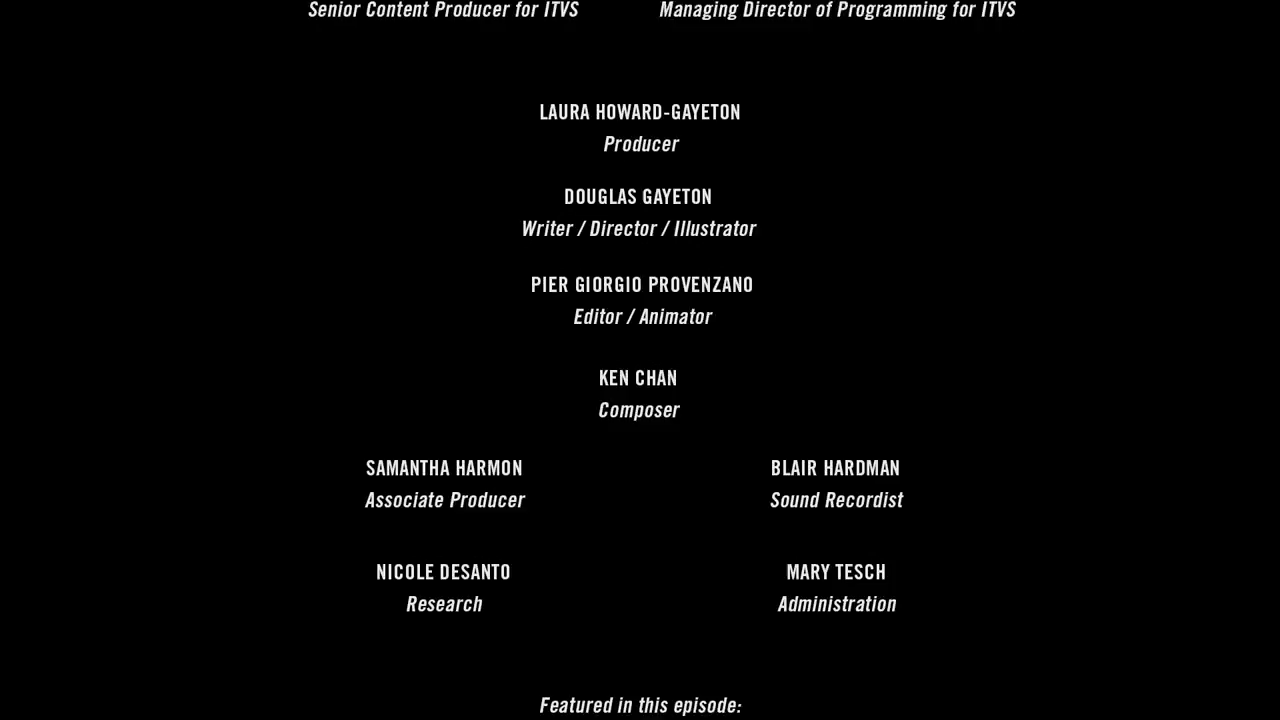 Senior Content Producer for ITVS Managing Director of Programming for ITVS
LAURA HOWARD-GAYETON
Producer
DOUGLAS GAYETON
Writer / Director / Illustrator
PIER GIORGIO PROVENZANO
Editor / Animator
KEN CHAN
Composer
SAMANTHA HARMON BLAIR HARDMAN
Associate Producer Sound Recordist
NICOLE DESANTO MARY TESCH
Research Administration
Featured in this episode: